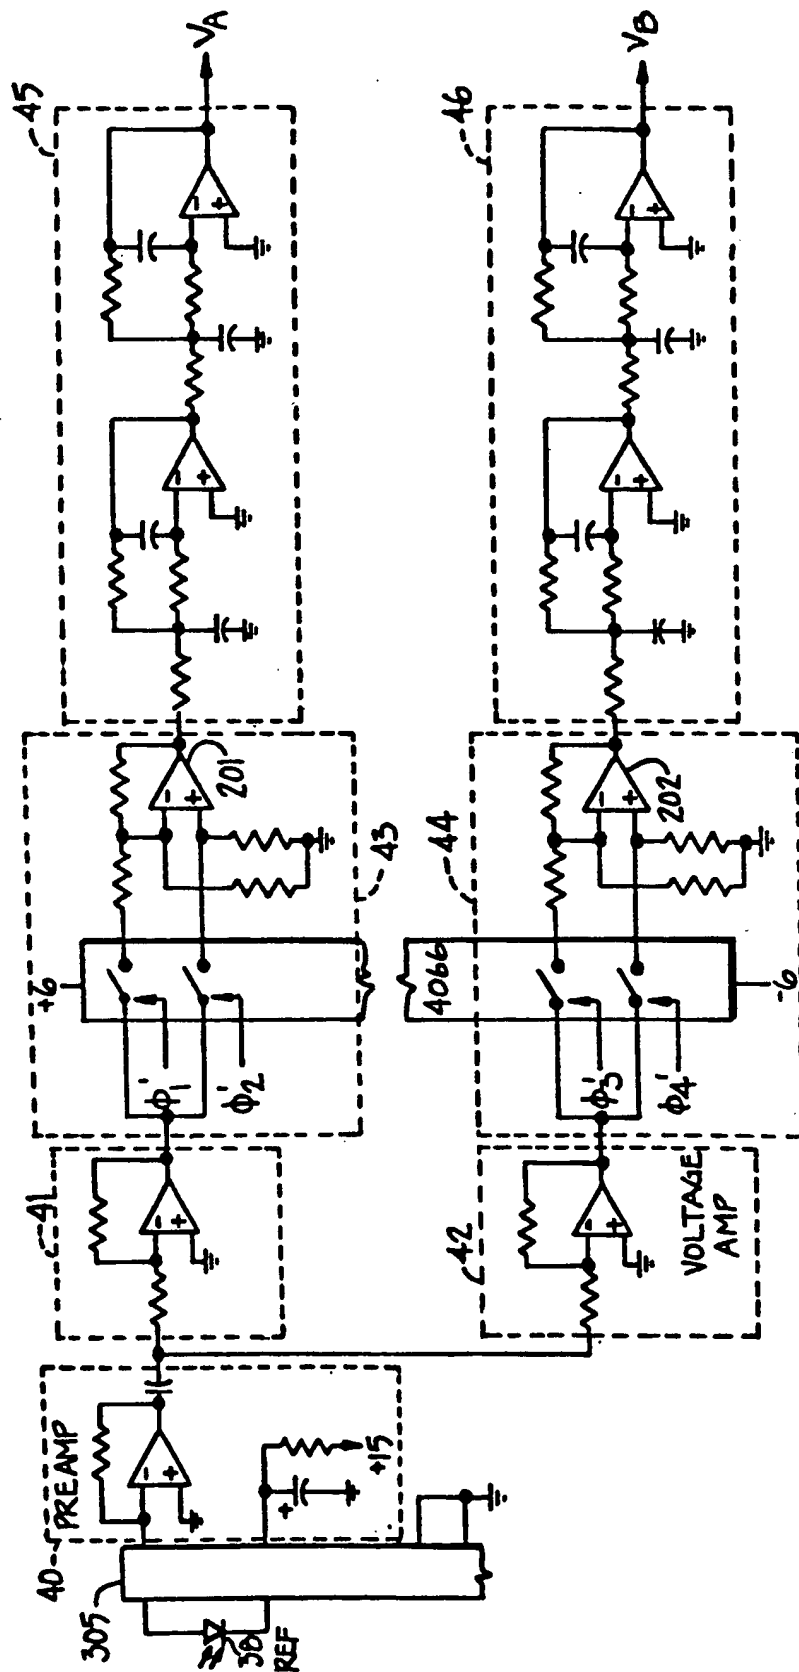 45
VA
46
VB
201
43
202
44
+6
4066
-6
Φ1'
Φ2'
Φ3'
Φ4'
41
42
VOLTAGE
AMP
PREAMP
+15
+
40
305
38
REF